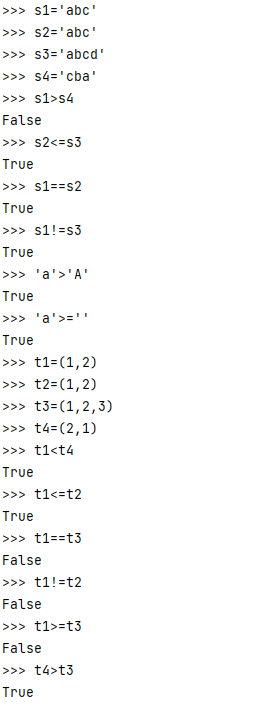 >>> s1='abc'
>>> s2='abc'
>>> s3='abcd'
>>> s4='cba'
>>> s1>s4
False
>>> s2<=s3
True
>>> s1==s2
True
>>> s1!=s3
True
>>> 'a'>'A'
True
>>> 'a'>=''
True
>>> t1=(1,2)
>>> t2=(1,2)
>>> t3=(1,2,3)
>>> t4=(2,1)
>>> t1<t4
True
>>> t1<=t2
True
>>> t1==t3
False
>>> t1!=t2
False
>>> t1>=t3
False
>>> t4>t3
True